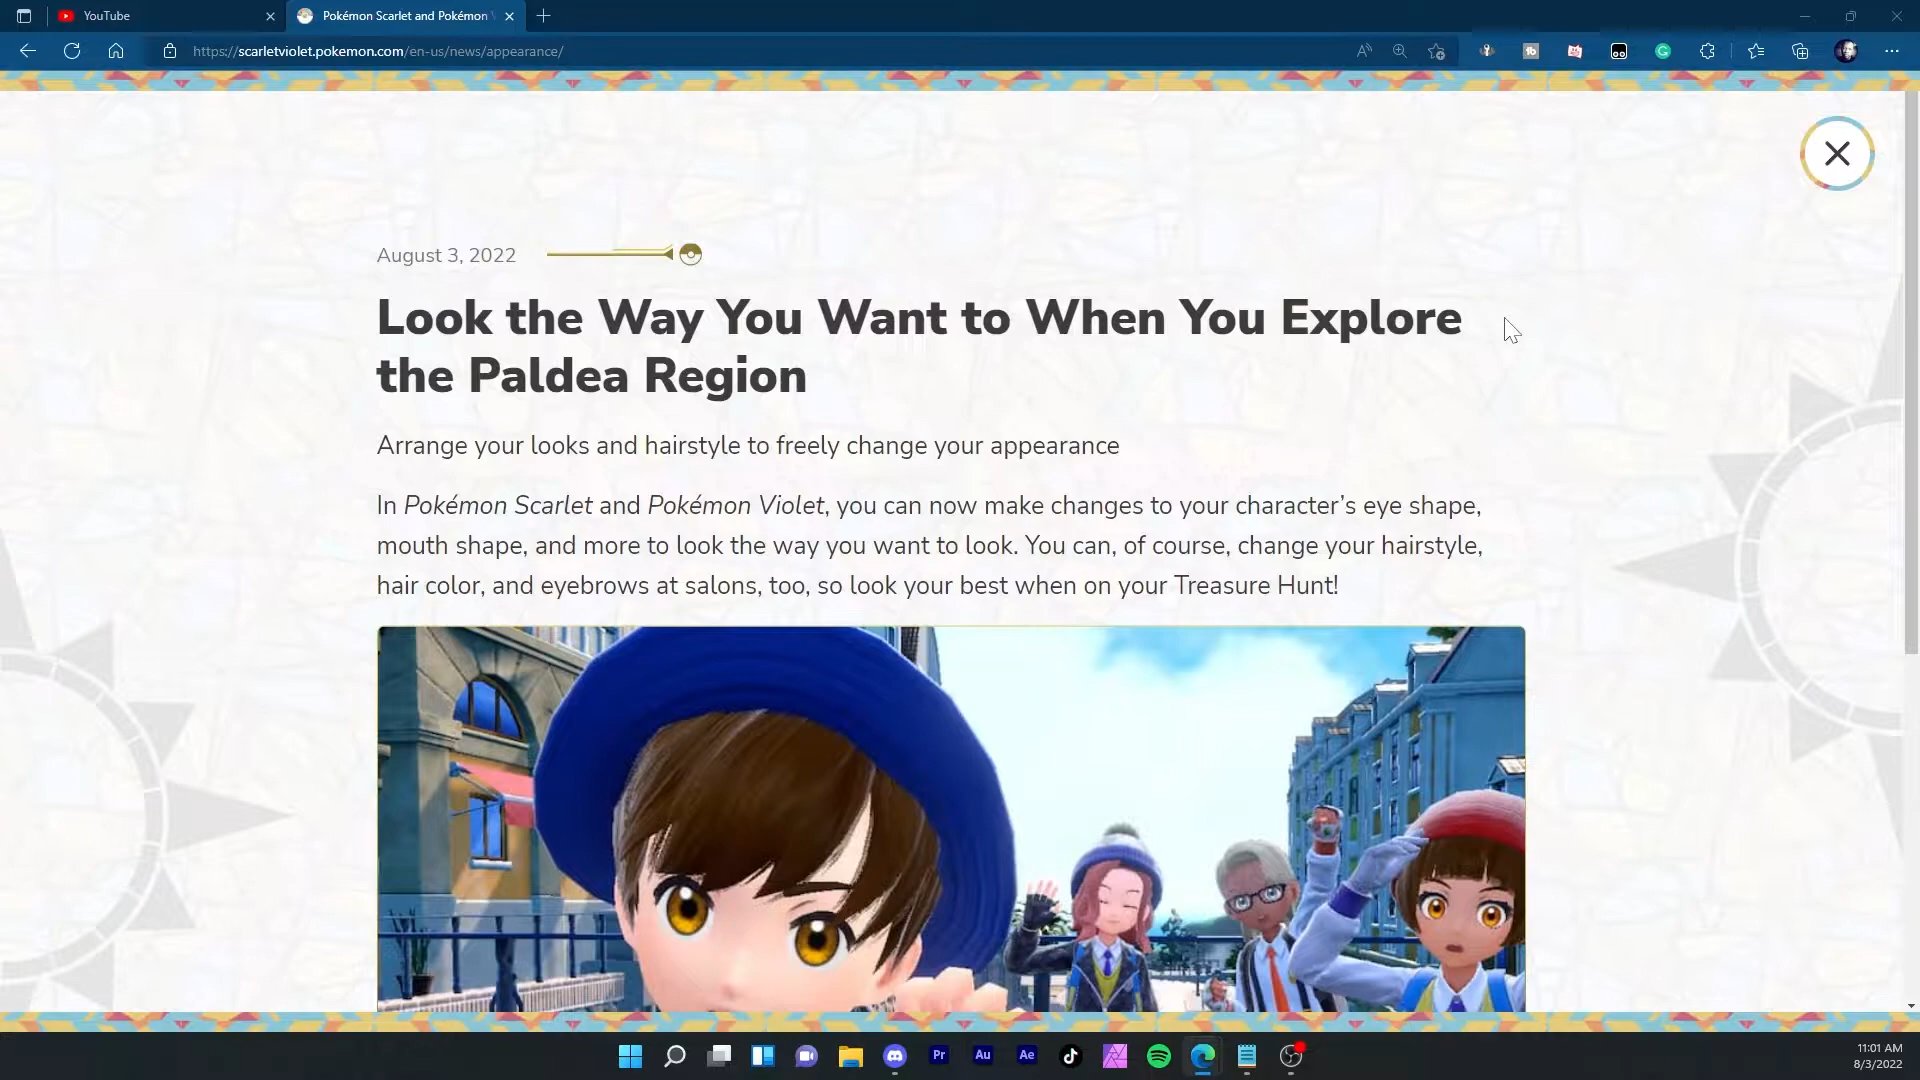 YouTube
Pokémon Scarlet and Pokémon
https://scarletviolet.pokemon.com/en-us/news/appearance/
August 3, 2022
Look the Way You Want to When You Explore
the Paldea Region
Arrange your looks and hairstyle to freely change your appearance
In Pokémon Scarlet and Pokémon Violet, you can now make changes to your character’s eye shape,
mouth shape, and more to look the way you want to look. You can, of course, change your hairstyle,
hair color, and eyebrows at salons, too, so look your best when on your Treasure Hunt!
Pr
Au
Ae
11:01 AM
8/3/2022